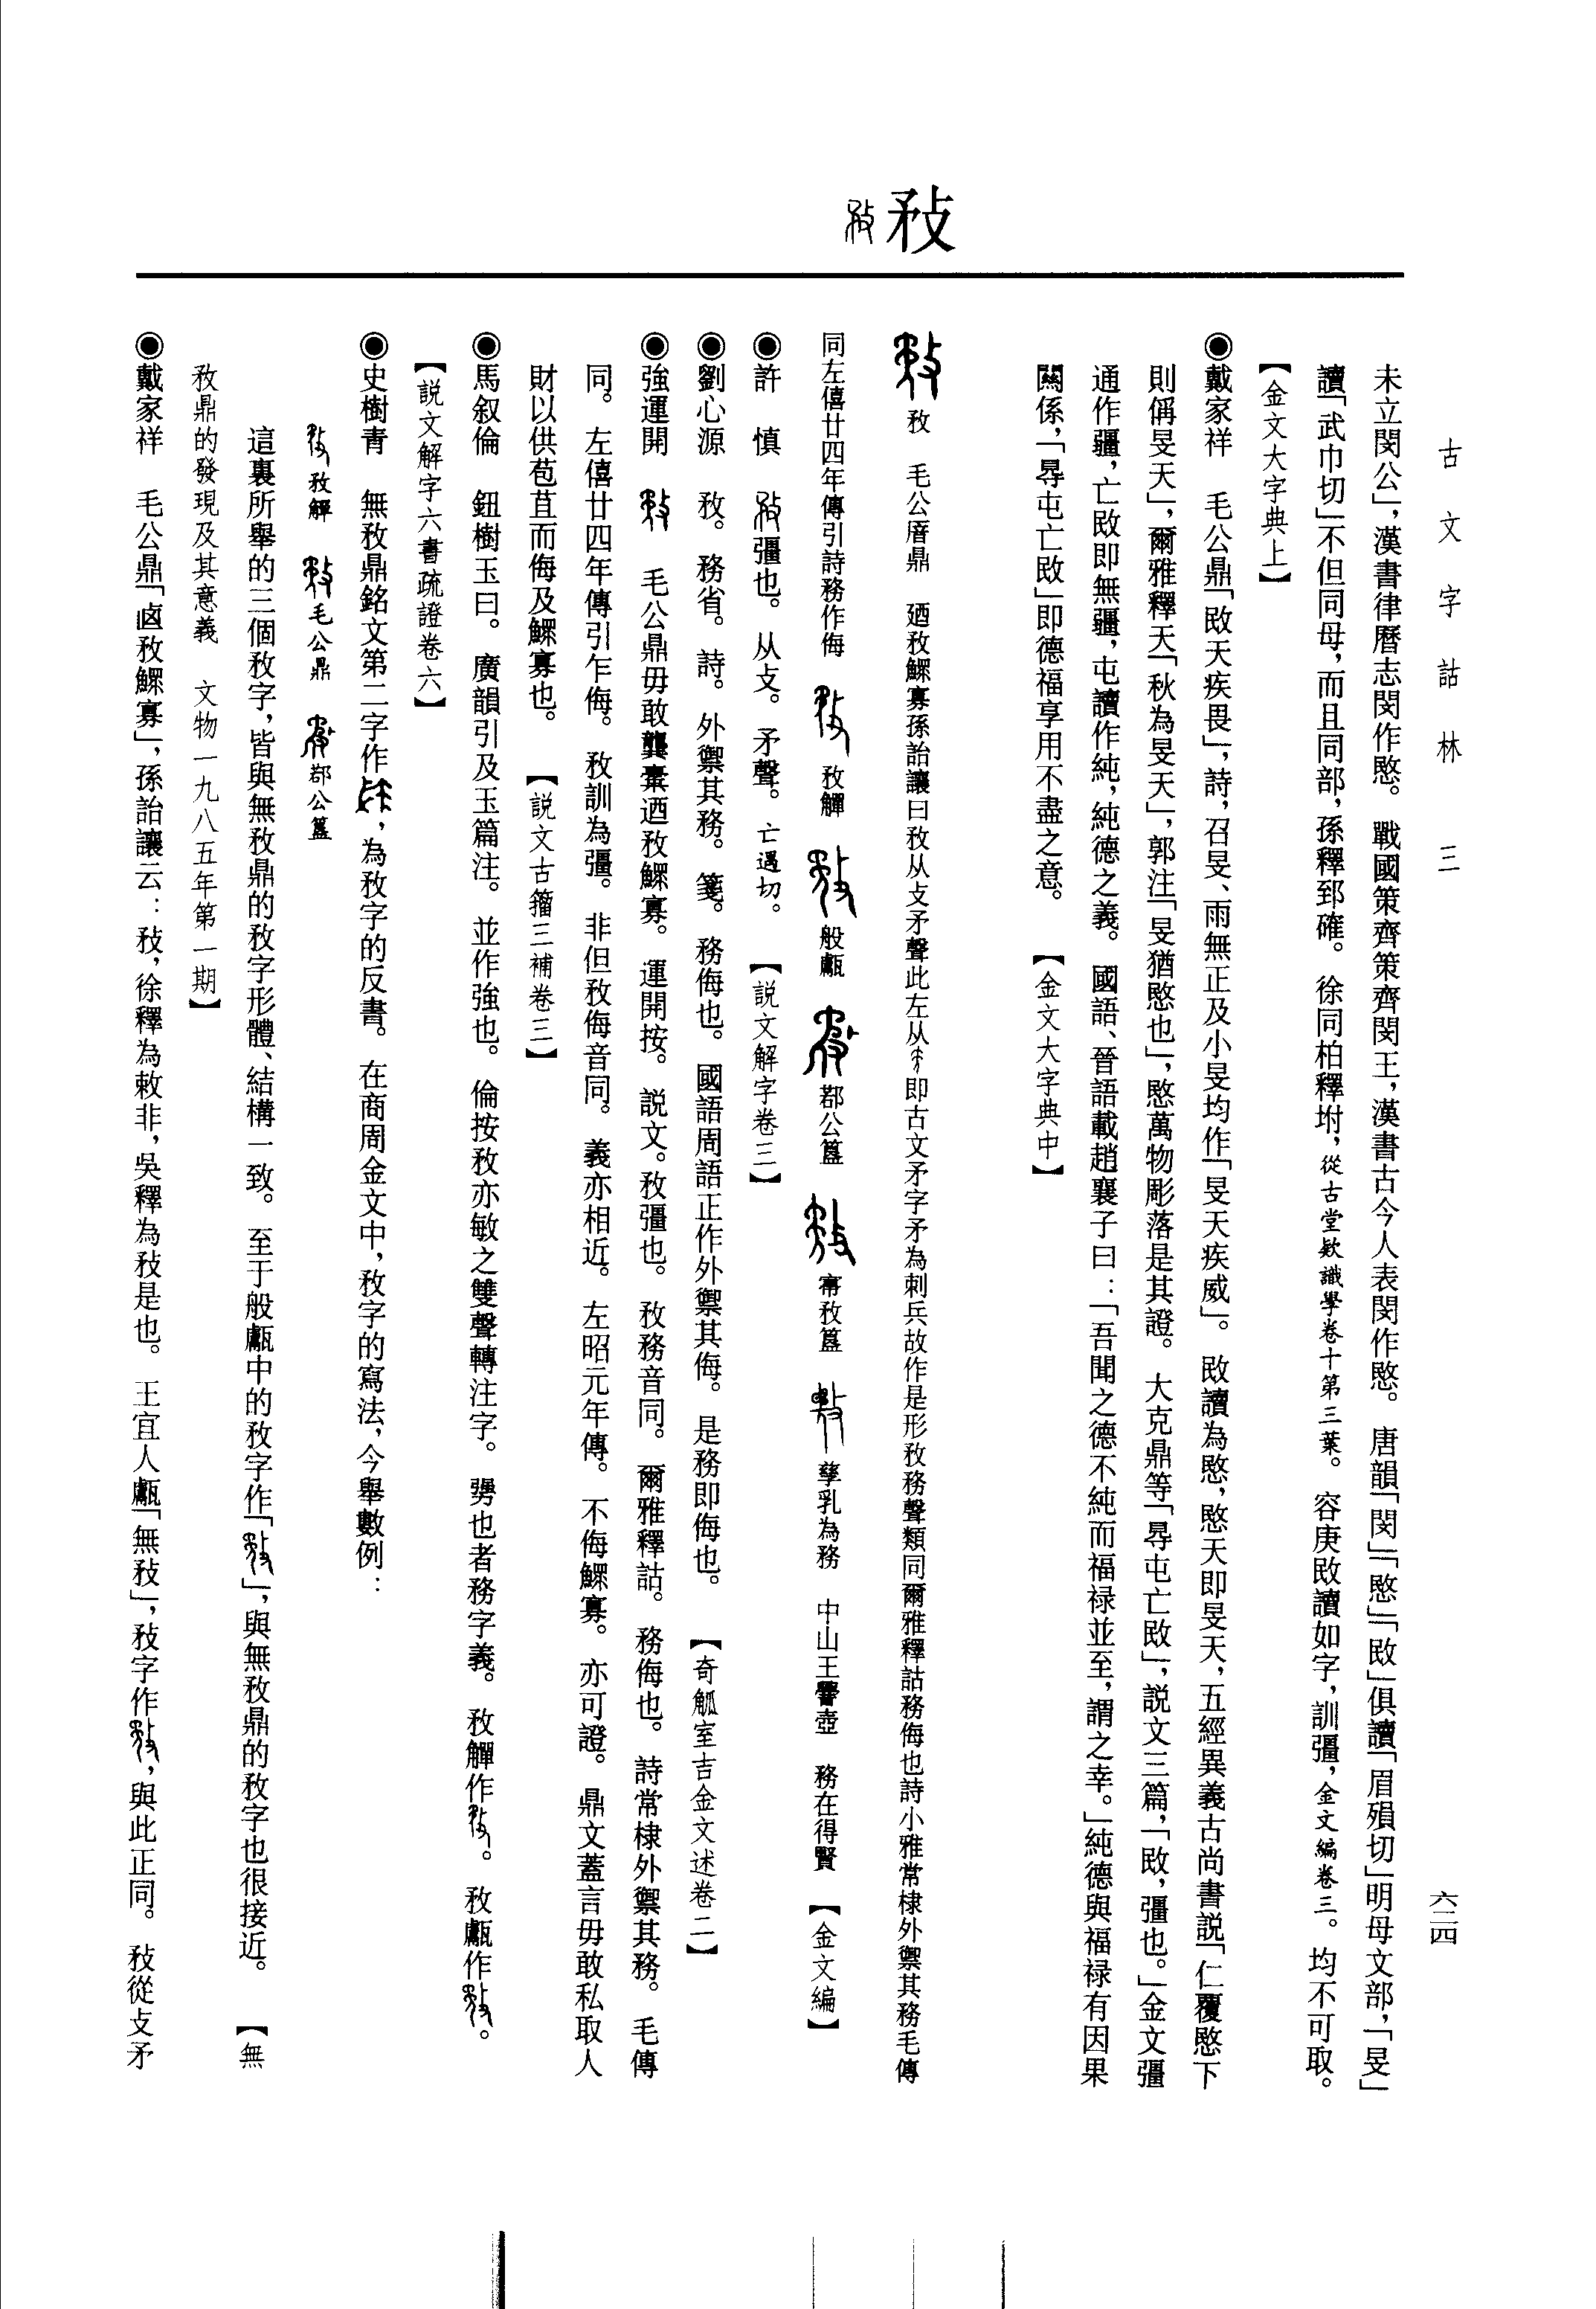 古文字詁林 三
六二四
敄
未立閔公」，漢書律曆志閔作愍。戰國策齊策齊閔王，漢書古今人表閔作愍。唐韻「閔」「愍」「敃」俱讀「眉殞切」明母文部，「旻」
讀「武巾切」不但同母，而且同部，孫釋郅確。徐同柏釋坿，從古堂款識學卷十第三葉。容庚敃讀如字，訓彊，金文編卷三。均不可取。
【金文大字典上】
◉戴家祥　毛公鼎「敃天疾畏」，詩，召旻、雨無正及小旻均作「旻天疾威」。敃讀為愍，愍天即旻天，五經異義古尚書説「仁覆愍下
則偁旻天」，爾雅釋天「秋為旻天」，郭注「旻猶愍也」，愍萬物彫落是其證。大克鼎等「㝵屯亡敃」，説文三篇，「敃，彊也。」金文彊
通作疆，亡敃即無疆，屯讀作純，純德之義。國語、晉語載趙襄子曰：「吾聞之德不純而福禄並至，謂之幸。」純德與福禄有因果
關係，「㝵屯亡敃」即德福享用不盡之意。【金文大字典中】
敄　毛公厝鼎　廼敄鰥寡孫詒讓曰敄从攴矛聲此左从即古文矛字矛為刺兵故作是形敄務聲類同爾雅釋詁務侮也詩小雅常棣外禦其務毛傳
同左僖廿四年傳引詩務作侮　敄觶　般甗　鄀公簋　敄簋　孳乳為務　中山王䁐壺　務在得賢【金文編】
◉許　慎　彊也。从攴。矛聲。亡遇切。【説文解字卷三】
◉劉心源　敄。務省。詩。外禦其務。箋。務侮也。國語周語正作外禦其侮。是務即侮也。【奇觚室吉金文述卷二】
◉強運開　毛公鼎毋敢龏橐迺敄鰥寡。運開按。説文。敄彊也。敄務音同。爾雅釋詁。務侮也。詩常棣外禦其務。毛傳
同。左僖廿四年傳引乍侮。敄訓為彊。非但敄侮音同。義亦相近。左昭元年傳。不侮鰥寡。亦可證。鼎文蓋言毋敢私取人
財以供苞苴而侮及鰥寡也。【説文古籀三補卷三】
◉馬叙倫　鈕樹玉曰。廣韻引及玉篇注。並作強也。倫按敄亦敏之雙聲轉注字。勥也者務字義。敄觶作。敄甗作。
【説文解字六書疏證卷六】
◉史樹青　無敄鼎銘文第二字作，為敄字的反書。在商周金文中，敄字的寫法，今舉數例：
敄觶　毛公鼎　鄀公簋
這裏所舉的三個敄字，皆與無敄鼎的敄字形體、結構一致。至于般甗中的敄字作「」，與無敄鼎的敄字也很接近。【無
敄鼎的發現及其意義　文物一九八五年第一期】
◉戴家祥　毛公鼎「迺敄鰥寡」，孫詒讓云：敄，徐釋為敕非，吳釋為敄是也。王宜人甗「無敄」，敄字作，與此正同。敄從攴矛